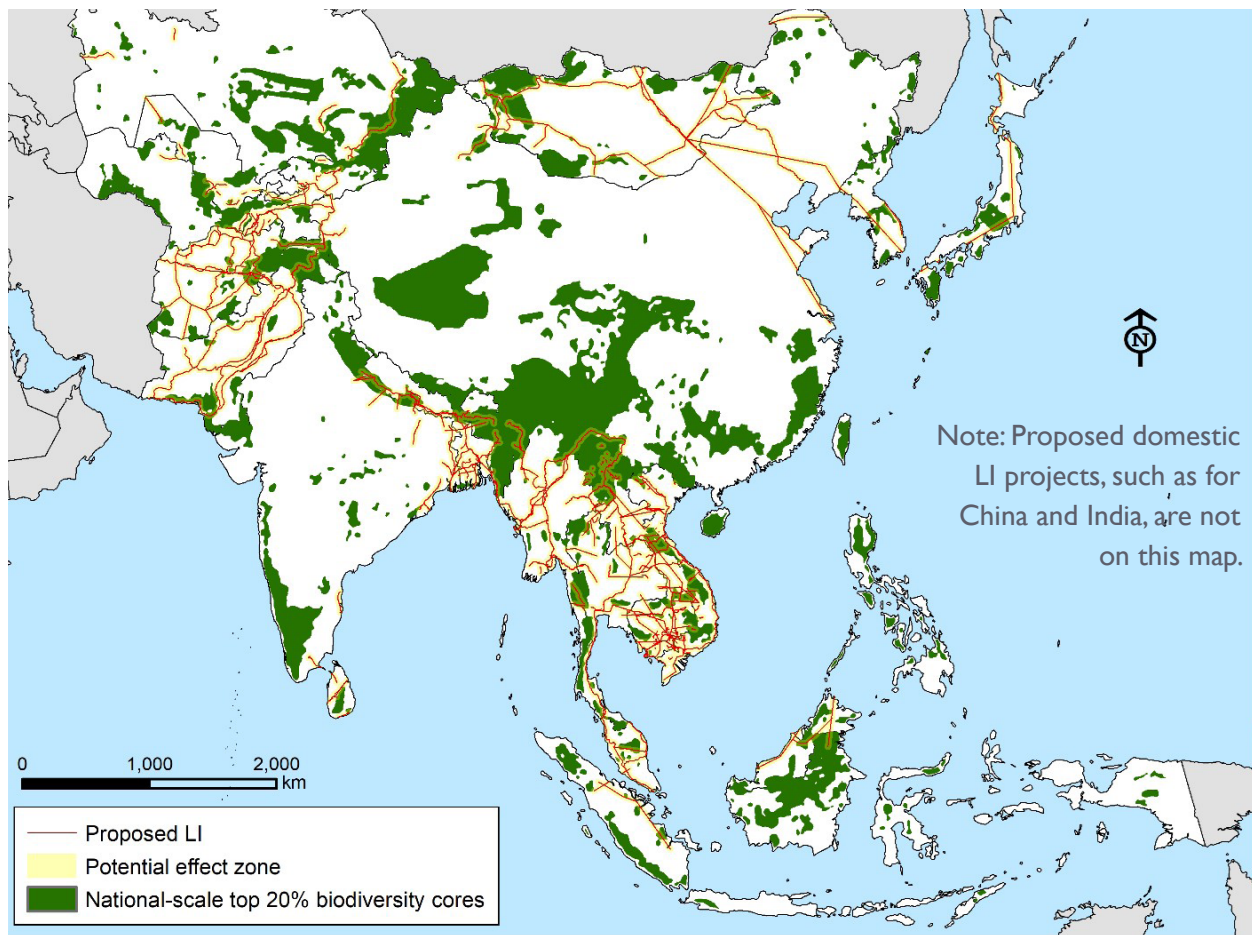 N
Note: Proposed domestic
LI projects, such as for
China and India, are not
on this map.
0 1,000 2,000
km
Proposed LI
Potential effect zone
National-scale top 20% biodiversity cores